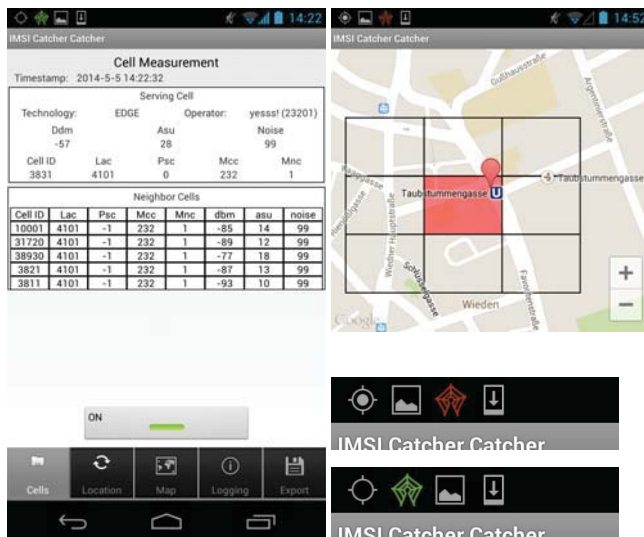 14:22
IMSI Catcher Catcher
Cell Measurement
Timestamp: 2014-5-5 14:22:32
Serving Cell
Technology: EDGE Operator: yesss! (23201)
Ddm Asu Noise
-57 28 99
Cell ID Lac Psc Mcc Mnc
3831 4101 0 232 1
Neighbor Cells
Cell ID Lac Psc Mcc Mnc dbm asu noise
10001 4101 -1 232 1 -85 14 99
31720 4101 -1 232 1 -89 12 99
38930 4101 -1 232 1 -77 18 99
3821 4101 -1 232 1 -87 13 99
3811 4101 -1 232 1 -93 10 99
ON
Cells Location Map Logging Export
14:52
IMSI Catcher Catcher
Gußhausstraße
Argentinierstraße
Taubstummengasse U
Taubstummengasse
Wiedner Hauptstraße
Schlüsselgasse
Favoritenstraße
Wieden
Google
+
−
IMSI Catcher Catcher
IMSI Catcher Catcher